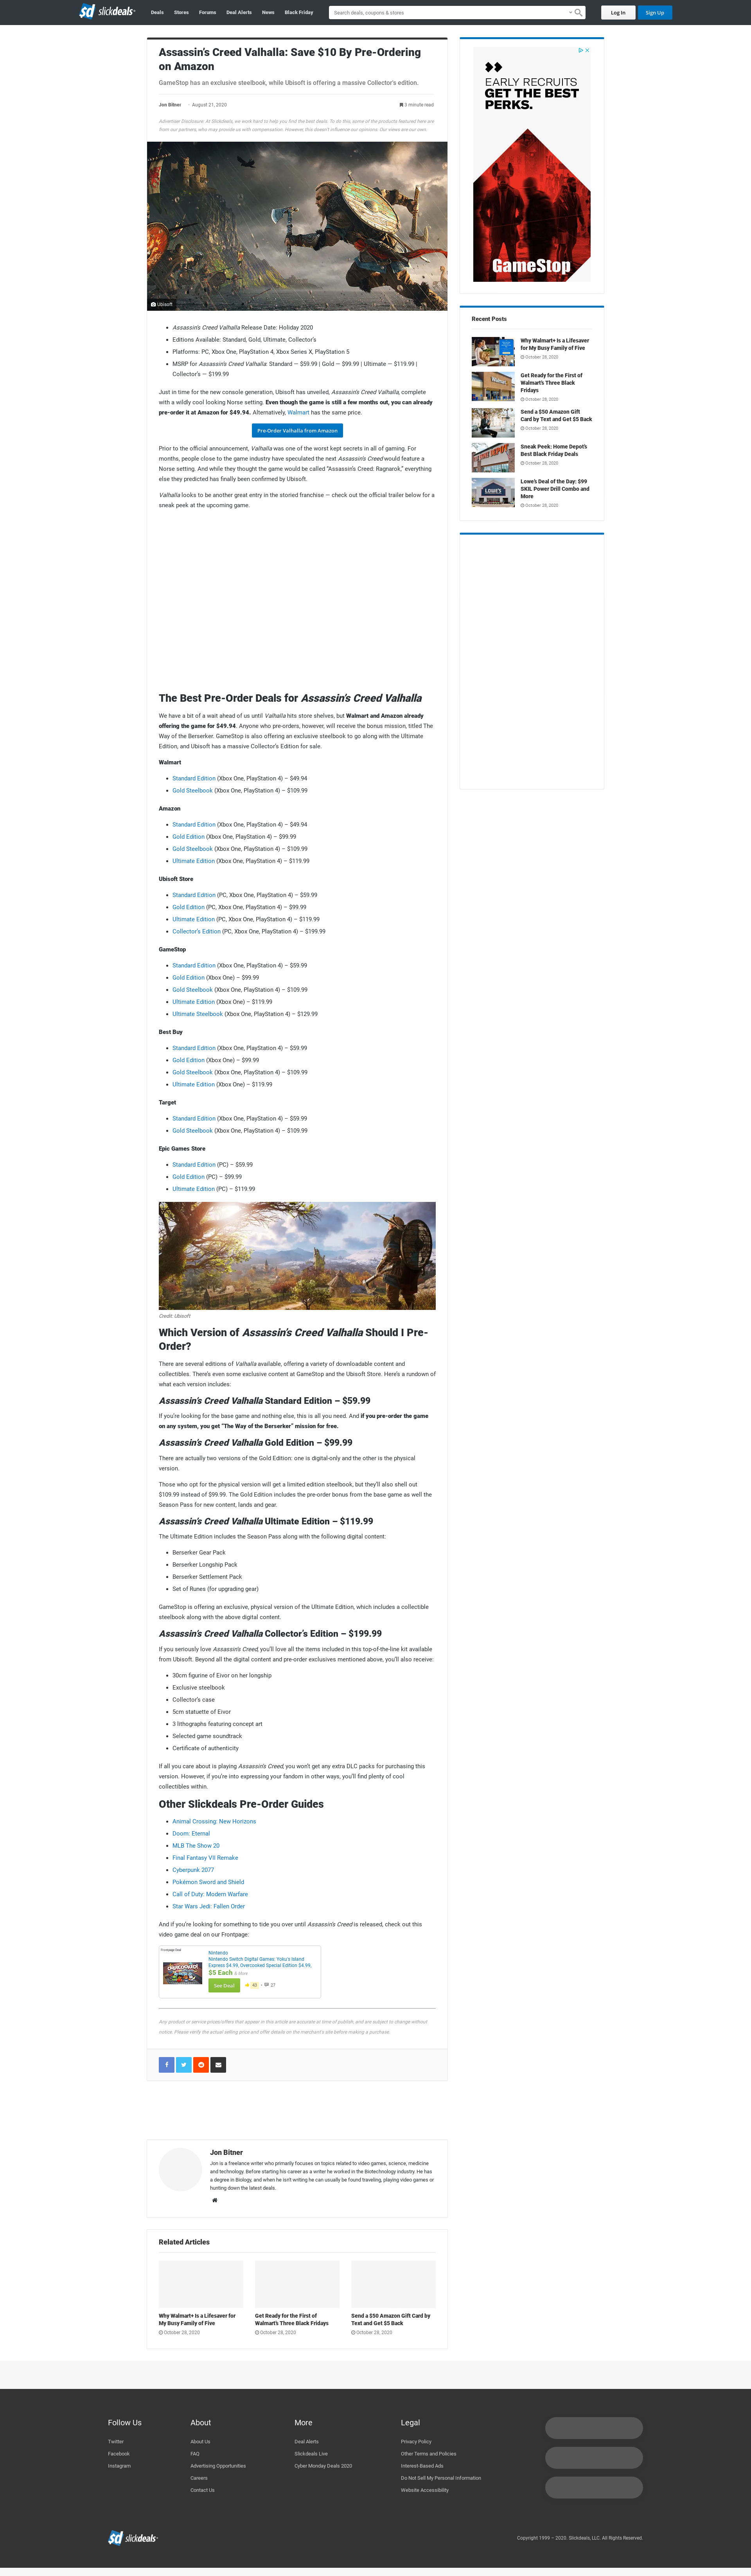 sd slickdeals
Deals
Stores
Forums
Deal Alerts
News
Black Friday
Search deals, coupons & stores
Log In
Sign Up
Assassin's Creed Valhalla: Save $10 By Pre-Ordering
on Amazon
GameStop has an exclusive steelbook, while Ubisoft is offering a massive Collector's edition.
Jon Bitner - August 21, 2020
3 minute read
Advertiser Disclosure: At Slickdeals, we work hard to help you find the best deals. To do this, some of the products featured here are
from our partners, who may provide us with compensation. However, this doesn't influence our opinions. Our views are our own.
Ubisoft
• Assassin's Creed Valhalla Release Date: Holiday 2020
• Editions Available: Standard, Gold, Ultimate, Collector's
• Platforms: PC, Xbox One, PlayStation 4, Xbox Series X, PlayStation 5
• MSRP for Assassin's Creed Valhalla: Standard — $59.99 | Gold — $99.99 | Ultimate — $119.99 |
Collector's — $199.99
Just in time for the new console generation, Ubisoft has unveiled, Assassin's Creed Valhalla, complete
with a wildly cool looking Norse setting. Even though the game is still a few months out, you can already
pre-order it at Amazon for $49.94. Alternatively, Walmart has the same price.
Pre-Order Valhalla from Amazon
Prior to the official announcement, Valhalla was one of the worst kept secrets in all of gaming. For
months, people close to the game industry have speculated the next Assassin's Creed would feature a
Norse setting. And while they thought the game would be called "Assassin's Creed: Ragnarok," everything
else they predicted has finally been confirmed by Ubisoft.
Valhalla looks to be another great entry in the storied franchise — check out the official trailer below for a
sneak peek at the upcoming game.
The Best Pre-Order Deals for Assassin's Creed Valhalla
We have a bit of a wait ahead of us until Valhalla hits store shelves, but Walmart and Amazon already
offering the game for $49.94. Anyone who pre-orders, however, will receive the bonus mission, titled The
Way of the Berserker. GameStop is also offering an exclusive steelbook to go along with the Ultimate
Edition, and Ubisoft has a massive Collector's Edition for sale.
Walmart
• Standard Edition (Xbox One, PlayStation 4) – $49.94
• Gold Steelbook (Xbox One, PlayStation 4) – $109.99
Amazon
• Standard Edition (Xbox One, PlayStation 4) – $49.94
• Gold Edition (Xbox One, PlayStation 4) – $99.99
• Gold Steelbook (Xbox One, PlayStation 4) – $109.99
• Ultimate Edition (Xbox One, PlayStation 4) – $119.99
Ubisoft Store
• Standard Edition (PC, Xbox One, PlayStation 4) – $59.99
• Gold Edition (PC, Xbox One, PlayStation 4) – $99.99
• Ultimate Edition (PC, Xbox One, PlayStation 4) – $119.99
• Collector's Edition (PC, Xbox One, PlayStation 4) – $199.99
GameStop
• Standard Edition (Xbox One, PlayStation 4) – $59.99
• Gold Edition (Xbox One) – $99.99
• Gold Steelbook (Xbox One, PlayStation 4) – $109.99
• Ultimate Edition (Xbox One) – $119.99
• Ultimate Steelbook (Xbox One, PlayStation 4) – $129.99
Best Buy
• Standard Edition (Xbox One, PlayStation 4) – $59.99
• Gold Edition (Xbox One) – $99.99
• Gold Steelbook (Xbox One, PlayStation 4) – $109.99
• Ultimate Edition (Xbox One) – $119.99
Target
• Standard Edition (Xbox One, PlayStation 4) – $59.99
• Gold Steelbook (Xbox One, PlayStation 4) – $109.99
Epic Games Store
• Standard Edition (PC) – $59.99
• Gold Edition (PC) – $99.99
• Ultimate Edition (PC) – $119.99
Credit: Ubisoft
Which Version of Assassin's Creed Valhalla Should I Pre-
Order?
There are several editions of Valhalla available, offering a variety of downloadable content and
collectibles. There's even some exclusive content at GameStop and the Ubisoft Store. Here's a rundown of
what each version includes:
Assassin's Creed Valhalla Standard Edition – $59.99
If you're looking for the base game and nothing else, this is all you need. And if you pre-order the game
on any system, you get "The Way of the Berserker" mission for free.
Assassin's Creed Valhalla Gold Edition – $99.99
There are actually two versions of the Gold Edition: one is digital-only and the other is the physical
version.
Those who opt for the physical version will get a limited edition steelbook, but they'll also shell out
$109.99 instead of $99.99. The Gold Edition includes the pre-order bonus from the base game as well the
Season Pass for new content, lands and gear.
Assassin's Creed Valhalla Ultimate Edition – $119.99
The Ultimate Edition includes the Season Pass along with the following digital content:
• Berserker Gear Pack
• Berserker Longship Pack
• Berserker Settlement Pack
• Set of Runes (for upgrading gear)
GameStop is offering an exclusive, physical version of the Ultimate Edition, which includes a collectible
steelbook along with the above digital content.
Assassin's Creed Valhalla Collector's Edition – $199.99
If you seriously love Assassin's Creed, you'll love all the items included in this top-of-the-line kit available
from Ubisoft. Beyond all the digital content and pre-order exclusives mentioned above, you'll also receive:
• 30cm figurine of Eivor on her longship
• Exclusive steelbook
• Collector's case
• 5cm statuette of Eivor
• 3 lithographs featuring concept art
• Selected game soundtrack
• Certificate of authenticity
If all you care about is playing Assassin's Creed, you won't get any extra DLC packs for purchasing this
version. However, if you're into expressing your fandom in other ways, you'll find plenty of cool
collectibles within.
Other Slickdeals Pre-Order Guides
• Animal Crossing: New Horizons
• Doom: Eternal
• MLB The Show 20
• Final Fantasy VII Remake
• Cyberpunk 2077
• Pokémon Sword and Shield
• Call of Duty: Modern Warfare
• Star Wars Jedi: Fallen Order
And if you're looking for something to tide you over until Assassin's Creed is released, check out this
video game deal on our Frontpage:
Frontpage Deal
Nintendo
Nintendo Switch Digital Games: Yoku's Island
Express $4.99, Overcooked Special Edition $4.99,
$5 Each & More
See Deal
43
27
Any product or service prices/offers that appear in this article are accurate at time of publish, and are subject to change without
notice. Please verify the actual selling price and offer details on the merchant's site before making a purchase.
Jon Bitner
Jon is a freelance writer who primarily focuses on topics related to video games, science, medicine
and technology. Before starting his career as a writer he worked in the Biotechnology industry. He has
a degree in Biology, and when he isn't writing he can usually be found traveling, playing video games or
hunting down the latest deals.
Related Articles
Why Walmart+ Is a Lifesaver for
My Busy Family of Five
October 28, 2020
Get Ready for the First of
Walmart's Three Black Fridays
October 28, 2020
Send a $50 Amazon Gift Card by
Text and Get $5 Back
October 28, 2020
EARLY RECRUITS
GET THE BEST
PERKS.
GameStop
Recent Posts
Why Walmart+ Is a Lifesaver
for My Busy Family of Five
October 28, 2020
Get Ready for the First of
Walmart's Three Black
Fridays
October 28, 2020
Send a $50 Amazon Gift
Card by Text and Get $5 Back
October 28, 2020
Sneak Peek: Home Depot's
Best Black Friday Deals
October 28, 2020
Lowe's Deal of the Day: $99
SKIL Power Drill Combo and
More
October 28, 2020
Follow Us
Twitter
Facebook
Instagram
About
About Us
FAQ
Advertising Opportunities
Careers
Contact Us
More
Deal Alerts
Slickdeals Live
Cyber Monday Deals 2020
Legal
Privacy Policy
Other Terms and Policies
Interest-Based Ads
Do Not Sell My Personal Information
Website Accessibility
sd slickdeals
Copyright 1999 – 2020. Slickdeals, LLC. All Rights Reserved.